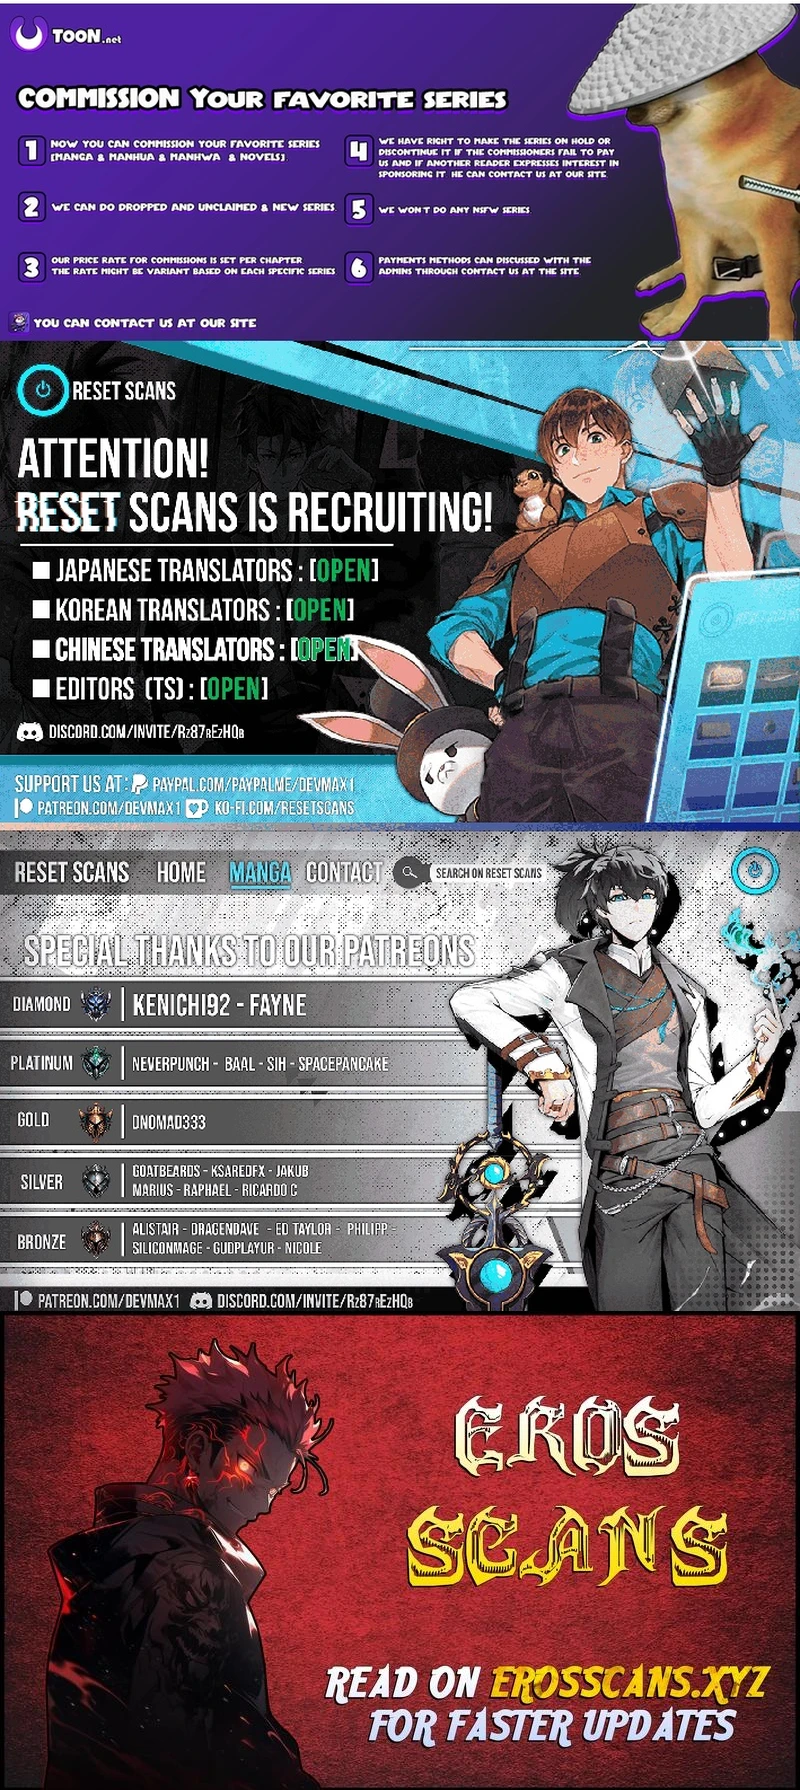 TOON.net
COMMISSION YOUR FAVORITE SERIES
1 NOW YOU CAN COMMISSION YOUR FAVORITE SERIES
[MANGA & MANHUA & MANHWA & NOVELS].
2 WE CAN DO DROPPED AND UNCLAIMED & NEW SERIES.
3 OUR PRICE RATE FOR COMMISSIONS IS SET PER CHAPTER.
THE RATE MIGHT BE VARIANT BASED ON EACH SPECIFIC SERIES.
4 WE HAVE RIGHT TO MAKE THE SERIES ON HOLD OR
DISCONTINUE IT IF THE COMMISSIONERS FAIL TO PAY
US AND IF ANOTHER READER EXPRESSES INTEREST IN
SPONSORING IT. HE CAN CONTACT US AT OUR SITE.
5 WE WON'T DO ANY NSFW SERIES.
6 PAYMENTS METHODS CAN DISCUSSED WITH THE
ADMINS THROUGH CONTACT US AT THE SITE.
YOU CAN CONTACT US AT OUR SITE
RESET SCANS
ATTENTION!
RESET SCANS IS RECRUITING!
JAPANESE TRANSLATORS : [OPEN]
KOREAN TRANSLATORS : [OPEN]
CHINESE TRANSLATORS : [OPEN]
EDITORS (TS) : [OPEN]
DISCORD.COM/INVITE/Rz87REZHQB
SUPPORT US AT: PAYPAL.COM/PAYPALME/DEVMAX1
PATREON.COM/DEVMAX1 KO-FI.COM/RESETSCANS
RESET SCANS HOME MANGA CONTACT SEARCH ON RESET SCANS
SPECIAL THANKS TO OUR PATREONS
DIAMOND KENICHI92 - FAYNE
PLATINUM NEVERPUNCH - BAAL - SIH - SPACEPANCAKE
GOLD DNOMAD333
SILVER GOATBEARDS - KSAREDFX - JAKUB
MARIUS - RAPHAEL - RICARDO C
BRONZE ALISTAIR - DRAGENDAVE - ED TAYLOR - PHILIPP -
SILICONMAGE - GUDPLAYUR - NICOLE
PATREON.COM/DEVMAX1 DISCORD.COM/INVITE/Rz87REZHQB
EROS
SCANS
READ ON EROSSCANS.XYZ
FOR FASTER UPDATES